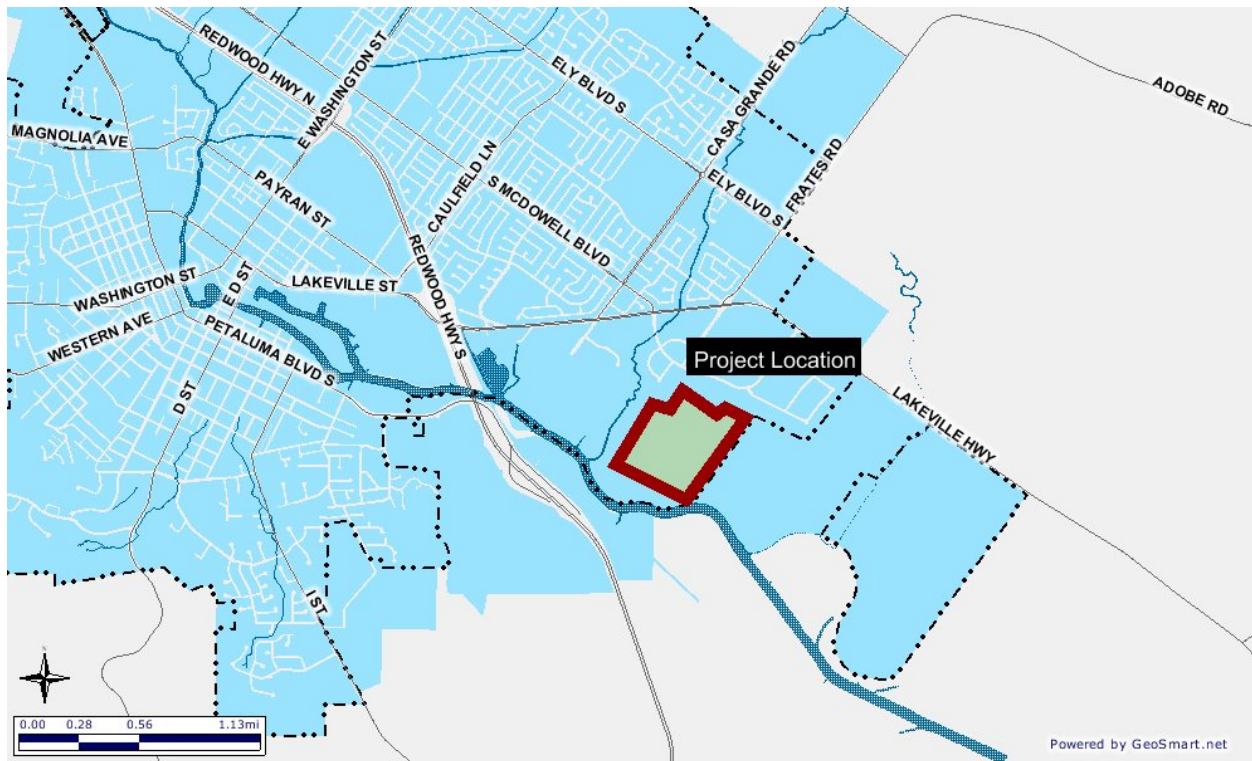 REDWOOD HWY N
E WASHINGTON ST
ELY BLVD S
CASA GRANDE RD
ADOBE RD
MAGNOLIA AVE
PAYRAN ST
CAULFIELD LN
S MCDOWELL BLVD
ELY BLVD S
FRATES RD
REDWOOD HWY S
WASHINGTON ST
E D ST
LAKEVILLE ST
WESTERN AVE
PETALUMA BLVD S
D ST
Project Location
LAKEVILLE HWY
I ST
N
0.00 0.28 0.56 1.13mi
Powered by GeoSmart.net